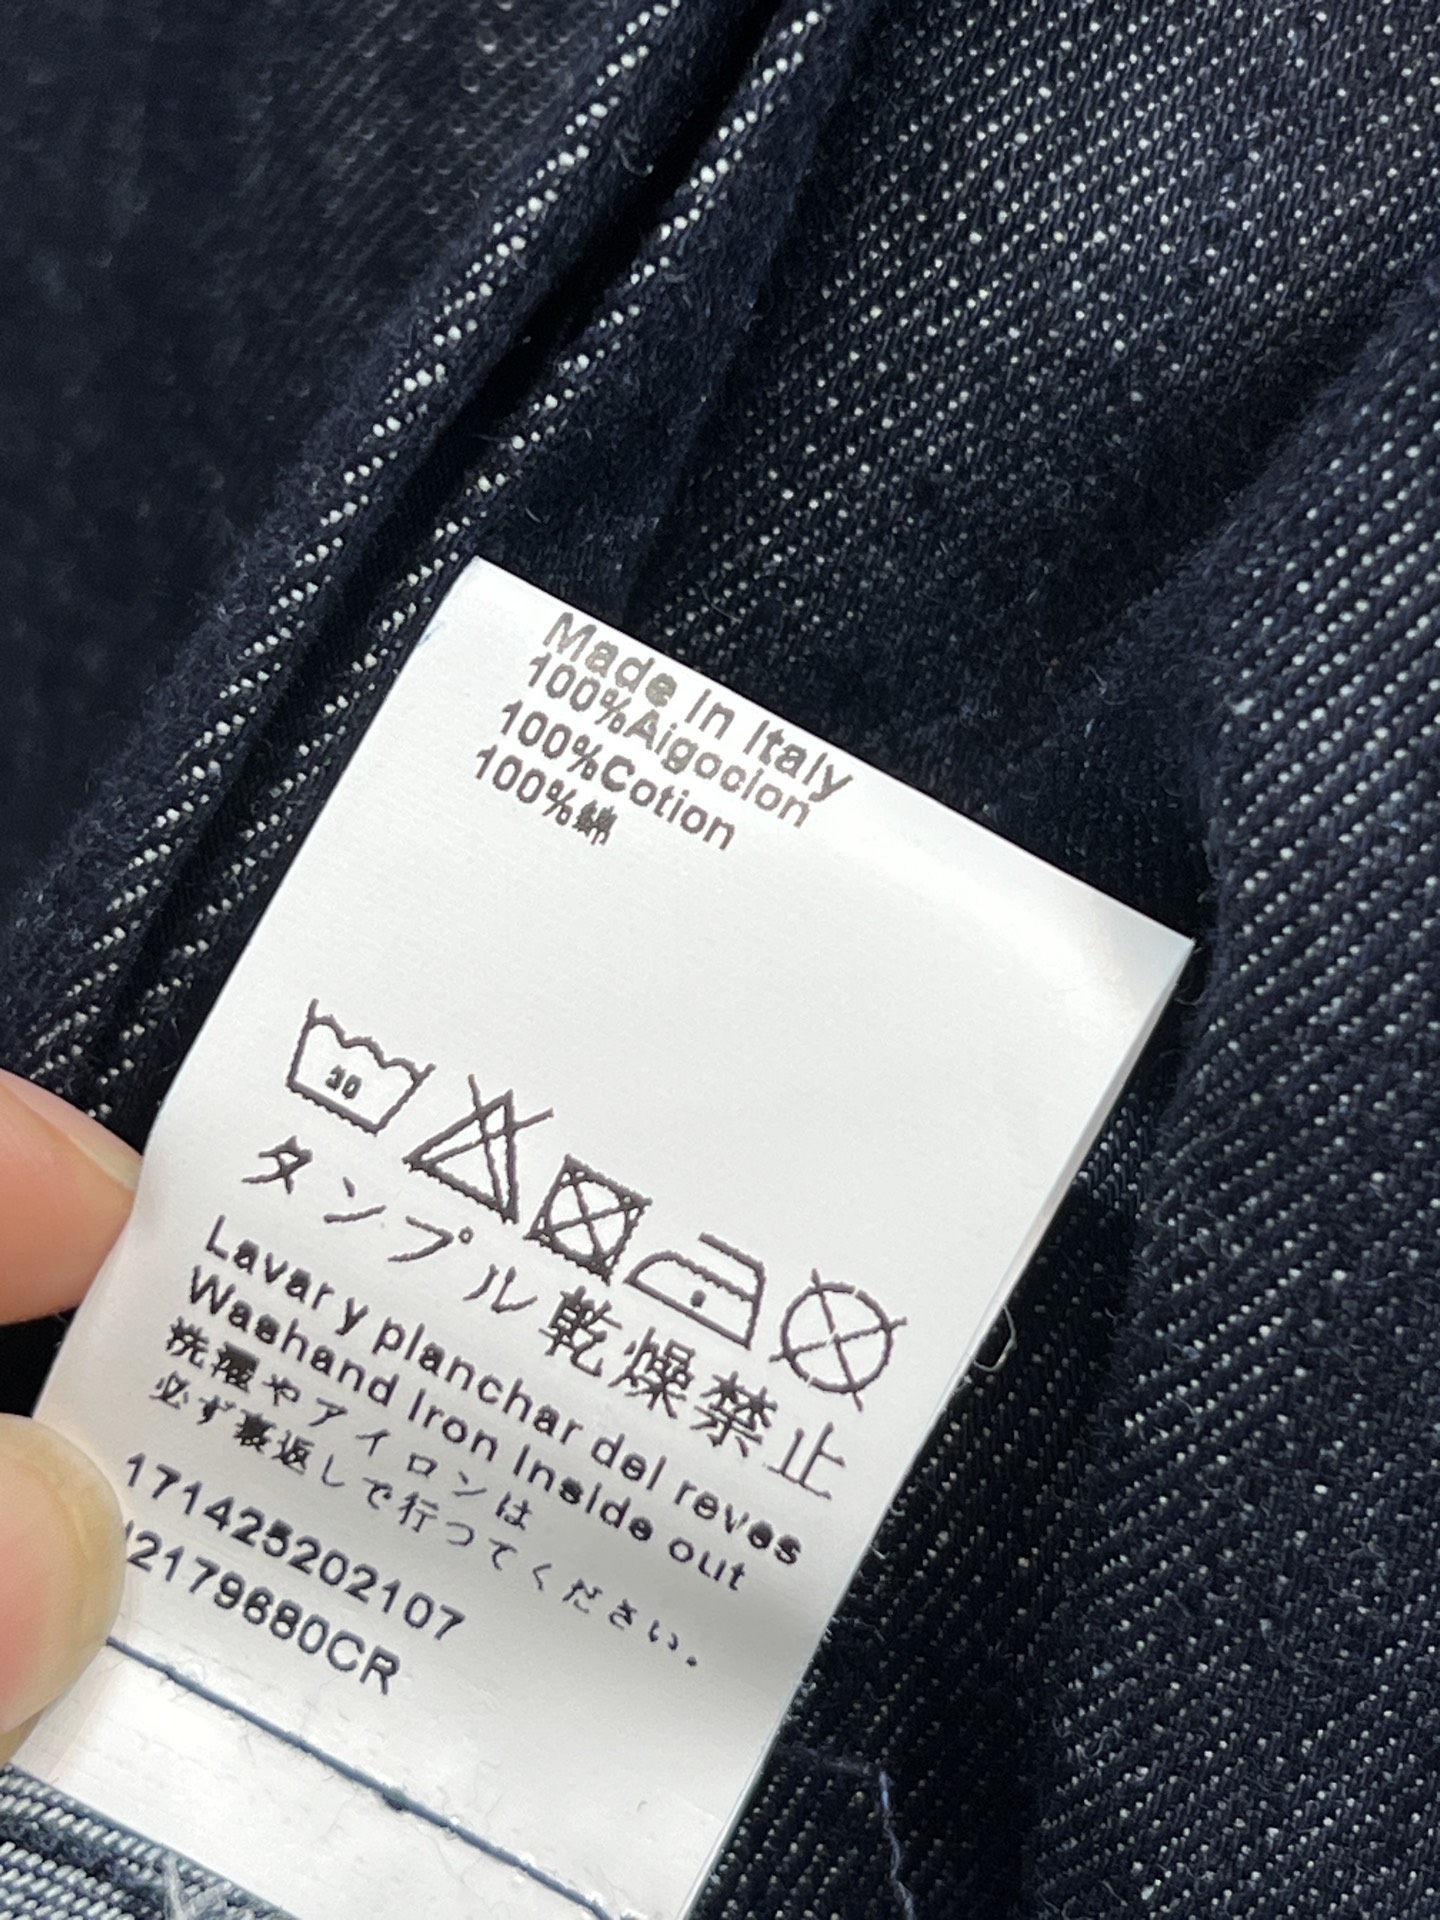 Made in Italy
100%Aigocion
100%Cotion
100%綿
30
タンプル乾燥禁止
Lavar y planchar del reves
Washand Iron Inside out
洗濯やアイロンは
必ず裏返しで行ってください.
171425202107
2179680CR